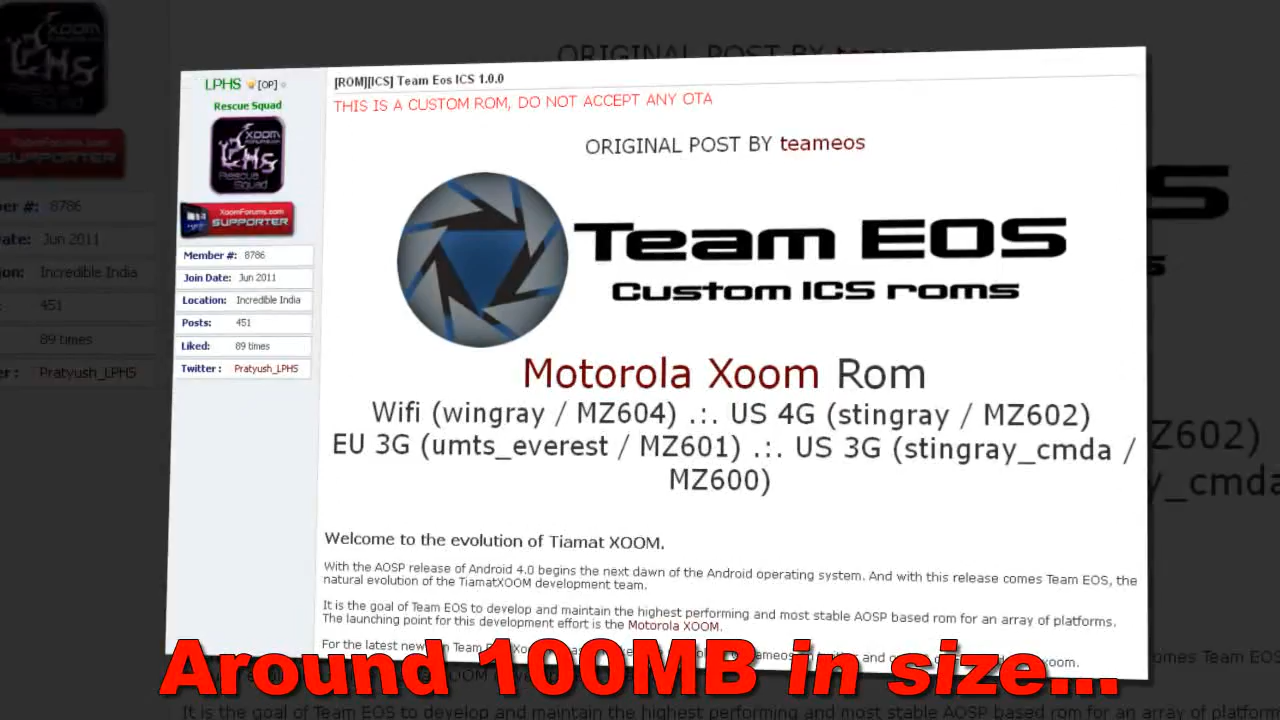 LPHS [OP]
Rescue Squad
XOOM
LPHS
Rescue
Squad
XoomForums.com
SUPPORTER
Member #: 8786
Join Date: Jun 2011
Location: Incredible India
Posts: 451
Liked: 89 times
Twitter : Pratyush_LPHS
[ROM][ICS] Team Eos ICS 1.0.0
THIS IS A CUSTOM ROM, DO NOT ACCEPT ANY OTA
ORIGINAL POST BY teameos
Team EOS
Custom ICS roms
Motorola Xoom Rom
Wifi (wingray / MZ604) .:. US 4G (stingray / MZ602)
EU 3G (umts_everest / MZ601) .:. US 3G (stingray_cmda /
MZ600)
Welcome to the evolution of Tiamat XOOM.
With the AOSP release of Android 4.0 begins the next dawn of the Android operating system. And with this release comes Team EOS, the
natural evolution of the TiamatXOOM development team.
It is the goal of Team EOS to develop and maintain the highest performing and most stable AOSP based rom for an array of platforms.
The launching point for this development effort is the Motorola XOOM.
For the latest
Around 100MB in size...